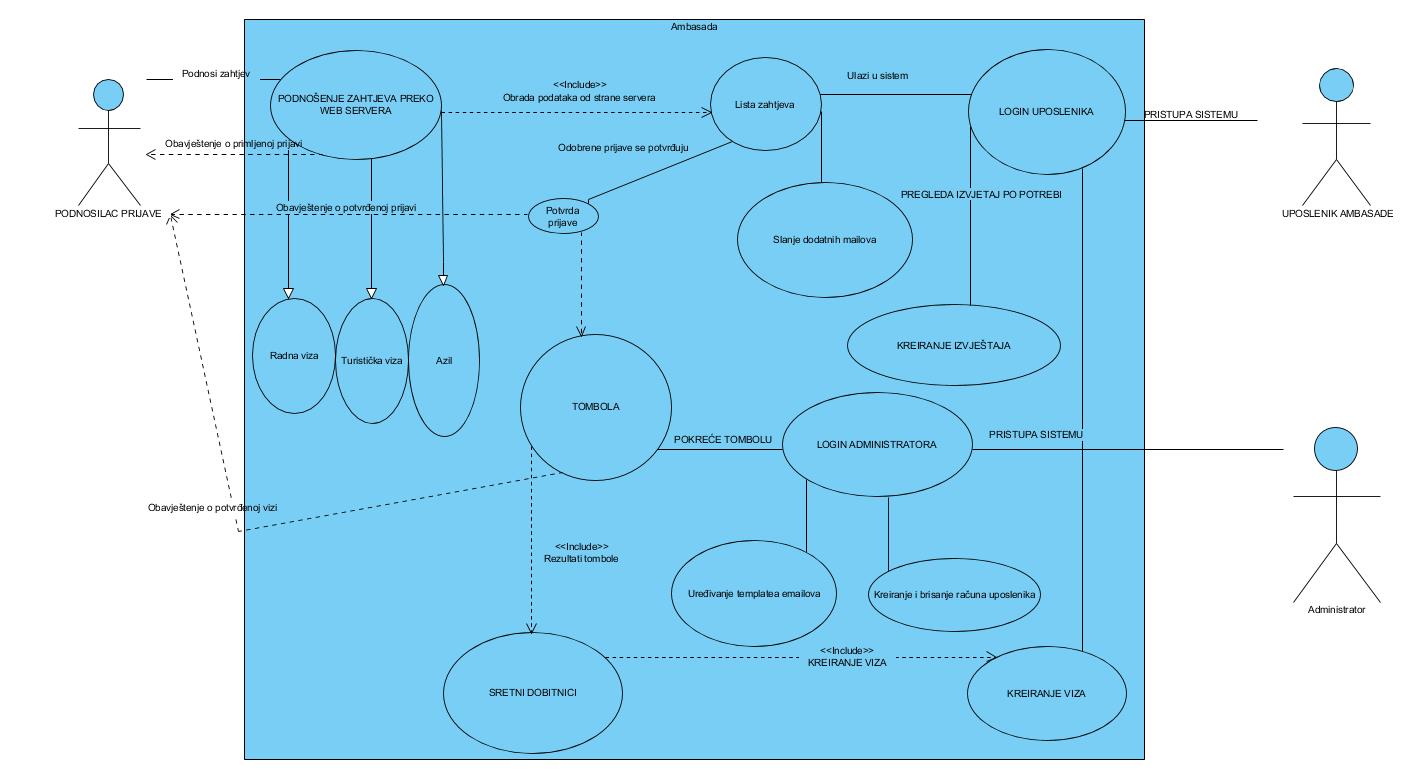 Ambasada
Podnosi zahtjev
PODNOŠENJE ZAHTJEVA PREKO
WEB SERVERA
<<Include>>
Obrada podataka od strane servera
Lista zahtjeva
Ulazi u sistem
LOGIN UPOSLENIKA
PRISTUPA SISTEMU
Obavještenje o primljenoj prijavi
Odobrene prijave se potvrđuju
PREGLEDA IZVJETAJ PO POTREBI
PODNOSILAC PRIJAVE
Obavještenje o potvrđenoj prijavi
Potvrda
prijave
UPOSLENIK AMBASADE
Slanje dodatnih mailova
KREIRANJE IZVJEŠTAJA
Radna viza
Turistička viza
Azil
TOMBOLA
POKREĆE TOMBOLU
LOGIN ADMINISTRATORA
PRISTUPA SISTEMU
Obavještenje o potvrđenoj vizi
<<Include>>
Rezultati tombole
Uređivanje templatea emailova
Kreiranje i brisanje računa uposlenika
Administrator
<<Include>>
KREIRANJE VIZA
SRETNI DOBITNICI
KREIRANJE VIZA